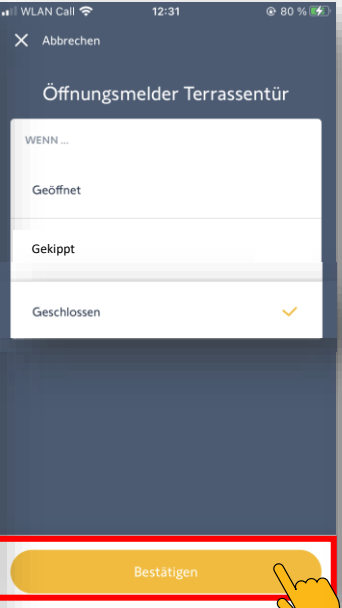 WLAN Call 12:31 80 %
Abbrechen
Öffnungsmelder Terrassentür
WENN ...
Geöffnet
Gekippt
Geschlossen
Bestätigen